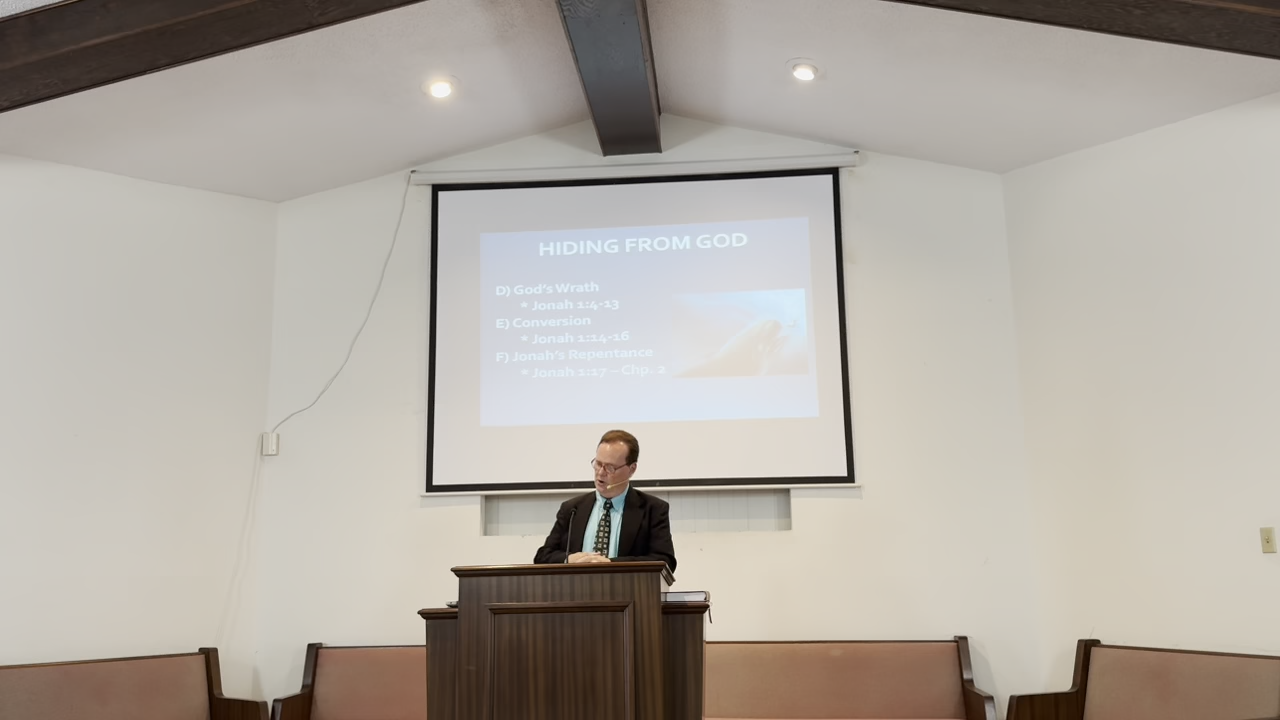 HIDING FROM GOD
D) God's Wrath
* Jonah 1:4-13
E) Conversion
* Jonah 1:14-16
F) Jonah's Repentance
* Jonah 1:17 – Chp. 2